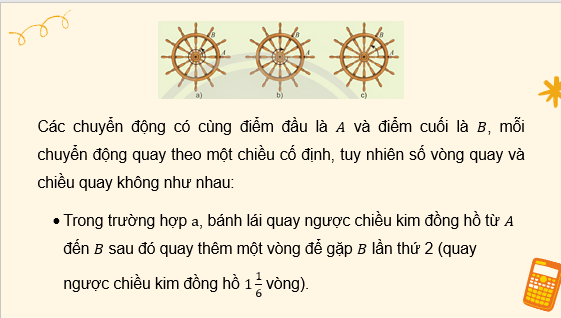 B B B
A A A
a) b) c)
Các chuyển động có cùng điểm đầu là A và điểm cuối là B, mỗi
chuyển động quay theo một chiều cố định, tuy nhiên số vòng quay và
chiều quay không như nhau:
• Trong trường hợp a, bánh lái quay ngược chiều kim đồng hồ từ A
đến B sau đó quay thêm một vòng để gặp B lần thứ 2 (quay
ngược chiều kim đồng hồ 1 1/6 vòng).